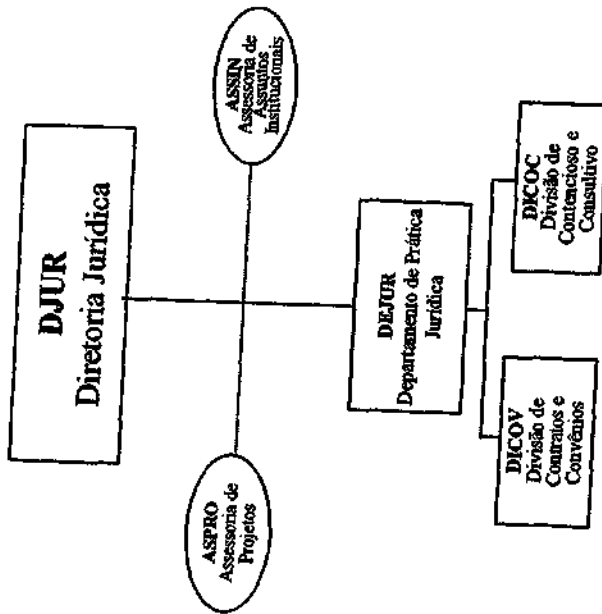 DJUR
Diretoria Jurídica
ASPRO
Assessoria de
Projetos
ASSIN
Assessoria de
Assuntos
Institucionais
DEJUR
Departamento de Prática
Jurídica
DICOV
Divisão de
Contratos e
Convênios
DICOC
Divisão de
Contencioso e
Consultivo